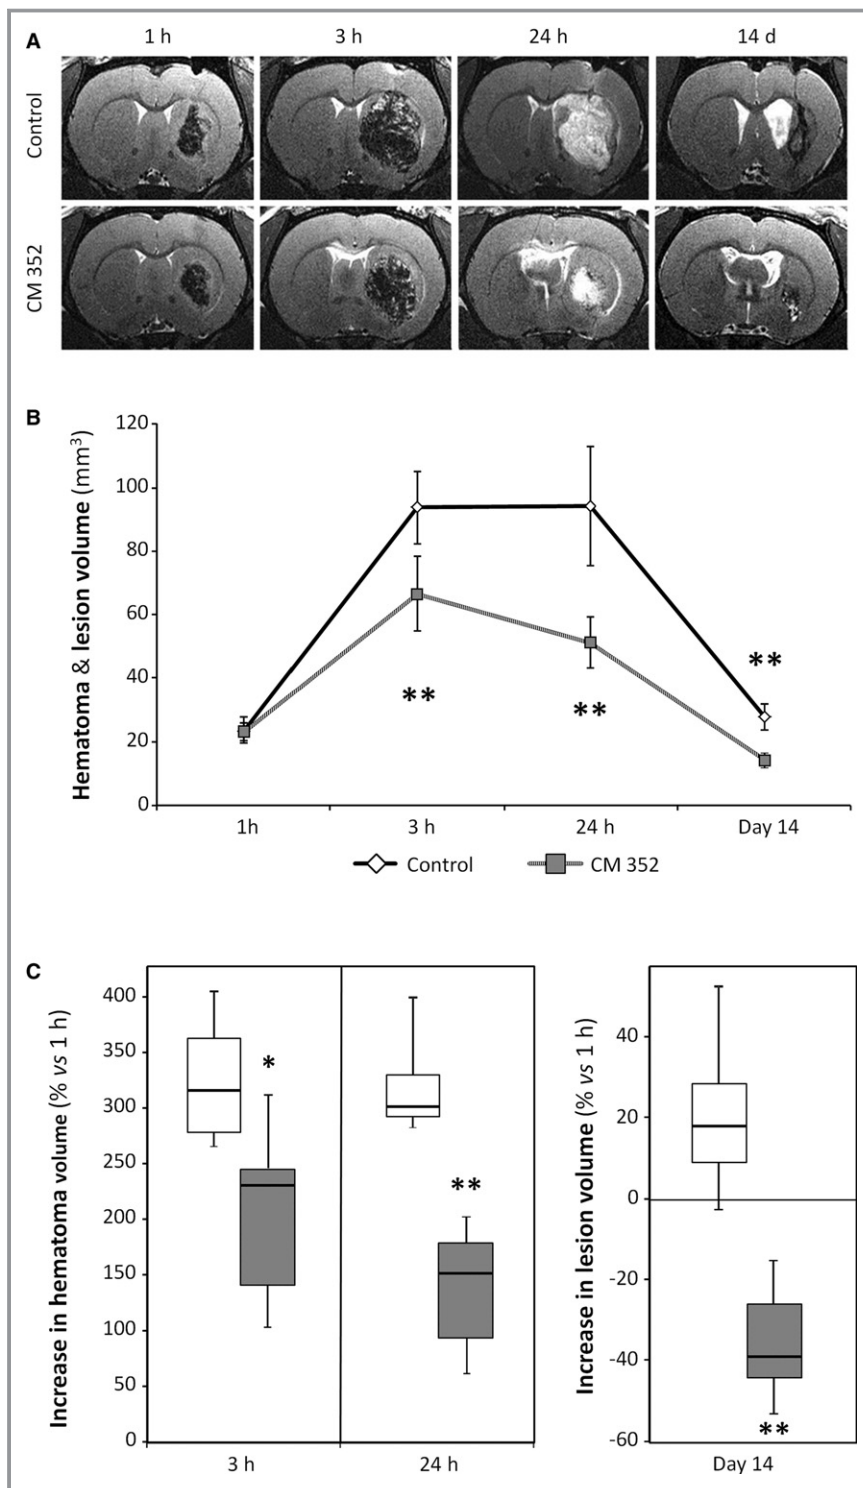 A
1 h 3 h 24 h 14 d
Control
CM 352
B
Hematoma & lesion volume (mm³)
120
100
80
60
40
20
0
** ** **
1h 3 h 24 h Day 14
Control CM 352
C
Increase in hematoma volume (% vs 1 h)
400
350
300
250
200
150
100
50
0
*
**
3 h 24 h
Increase in lesion volume (% vs 1 h)
40
20
0
-20
-40
-60
**
Day 14